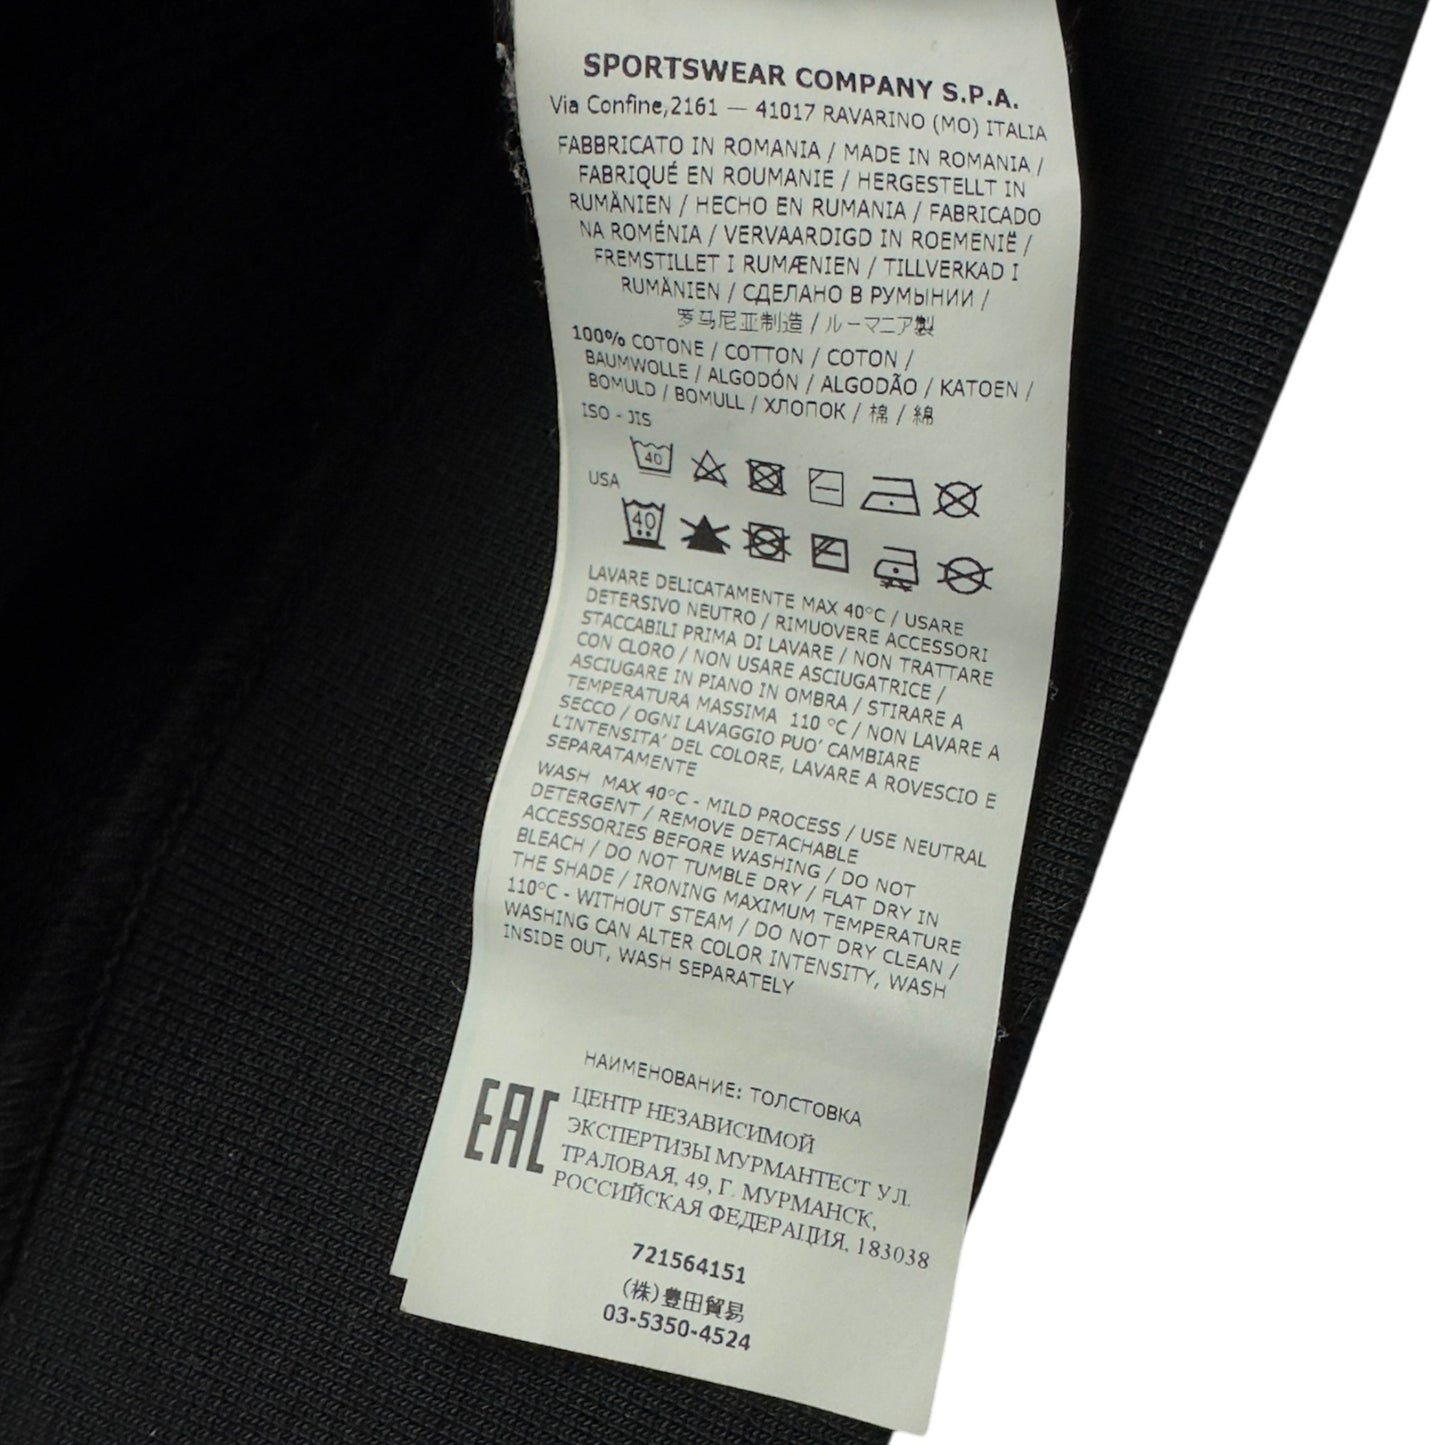 SPORTSWEAR COMPANY S.P.A.
Via Confine,2161 — 41017 RAVARINO (MO) ITALIA
FABBRICATO IN ROMANIA / MADE IN ROMANIA /
FABRIQUÉ EN ROUMANIE / HERGESTELLT IN
RUMÄNIEN / HECHO EN RUMANIA / FABRICADO
NA ROMÉNIA / VERVAARDIGD IN ROEMENIË /
FREMSTILLET I RUMÆNIEN / TILLVERKAD I
RUMÄNIEN / СДЕЛАНО В РУМЫНИИ /
罗马尼亚制造 / ルーマニア製
100% COTONE / COTTON / COTON /
BAUMWOLLE / ALGODÓN / ALGODÃO / KATOEN /
BOMULD / BOMULL / ХЛОПОК / 棉 / 綿
ISO - JIS
40
USA
40
LAVARE DELICATAMENTE MAX 40°C / USARE
DETERSIVO NEUTRO / RIMUOVERE ACCESSORI
STACCABILI PRIMA DI LAVARE / NON TRATTARE
CON CLORO / NON USARE ASCIUGATRICE /
ASCIUGARE IN PIANO IN OMBRA / STIRARE A
TEMPERATURA MASSIMA 110 °C / NON LAVARE A
SECCO / OGNI LAVAGGIO PUO' CAMBIARE
L'INTENSITA' DEL COLORE, LAVARE A ROVESCIO E
SEPARATAMENTE
WASH MAX 40°C - MILD PROCESS / USE NEUTRAL
DETERGENT / REMOVE DETACHABLE
ACCESSORIES BEFORE WASHING / DO NOT
BLEACH / DO NOT TUMBLE DRY / FLAT DRY IN
THE SHADE / IRONING MAXIMUM TEMPERATURE
110°C - WITHOUT STEAM / DO NOT DRY CLEAN /
WASHING CAN ALTER COLOR INTENSITY, WASH
INSIDE OUT, WASH SEPARATELY
НАИМЕНОВАНИЕ: ТОЛСТОВКА
EAC
ЦЕНТР НЕЗАВИСИМОЙ
ЭКСПЕРТИЗЫ МУРМАНТЕСТ УЛ.
ТРАЛОВАЯ, 49, Г. МУРМАНСК,
РОССИЙСКАЯ ФЕДЕРАЦИЯ, 183038
721564151
(株)豊田貿易
03-5350-4524